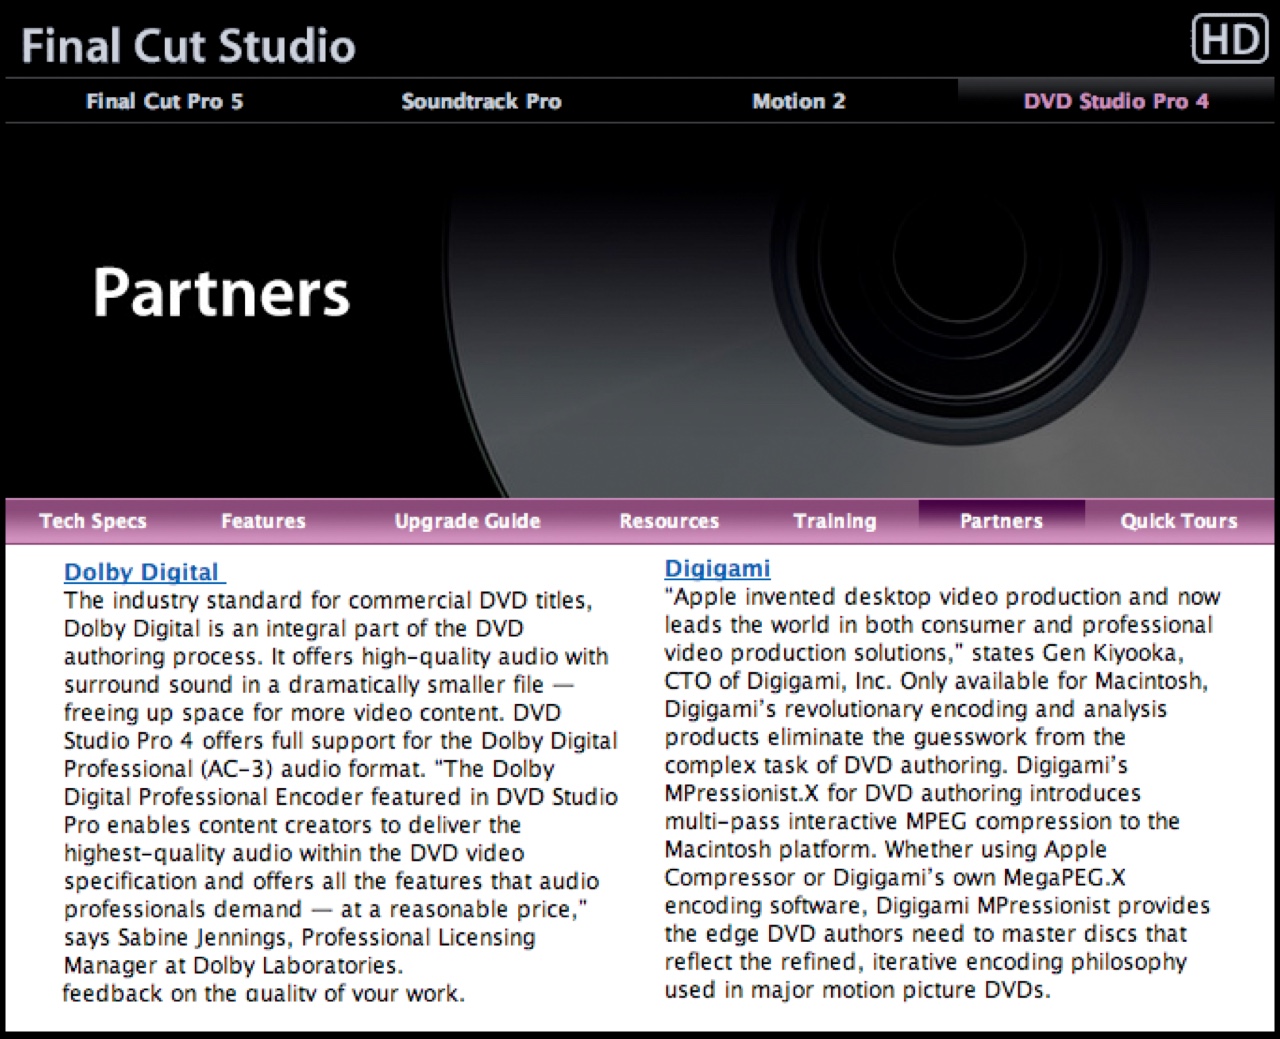 Final Cut Studio
HD
Final Cut Pro 5 Soundtrack Pro Motion 2 DVD Studio Pro 4
Partners
Tech Specs Features Upgrade Guide Resources Training Partners Quick Tours
Dolby Digital
The industry standard for commercial DVD titles,
Dolby Digital is an integral part of the DVD
authoring process. It offers high-quality audio with
surround sound in a dramatically smaller file —
freeing up space for more video content. DVD
Studio Pro 4 offers full support for the Dolby Digital
Professional (AC-3) audio format. "The Dolby
Digital Professional Encoder featured in DVD Studio
Pro enables content creators to deliver the
highest-quality audio within the DVD video
specification and offers all the features that audio
professionals demand — at a reasonable price,"
says Sabine Jennings, Professional Licensing
Manager at Dolby Laboratories.
feedback on the quality of your work.
Digigami
"Apple invented desktop video production and now
leads the world in both consumer and professional
video production solutions," states Gen Kiyooka,
CTO of Digigami, Inc. Only available for Macintosh,
Digigami's revolutionary encoding and analysis
products eliminate the guesswork from the
complex task of DVD authoring. Digigami's
MPressionist.X for DVD authoring introduces
multi-pass interactive MPEG compression to the
Macintosh platform. Whether using Apple
Compressor or Digigami's own MegaPEG.X
encoding software, Digigami MPressionist provides
the edge DVD authors need to master discs that
reflect the refined, iterative encoding philosophy
used in major motion picture DVDs.